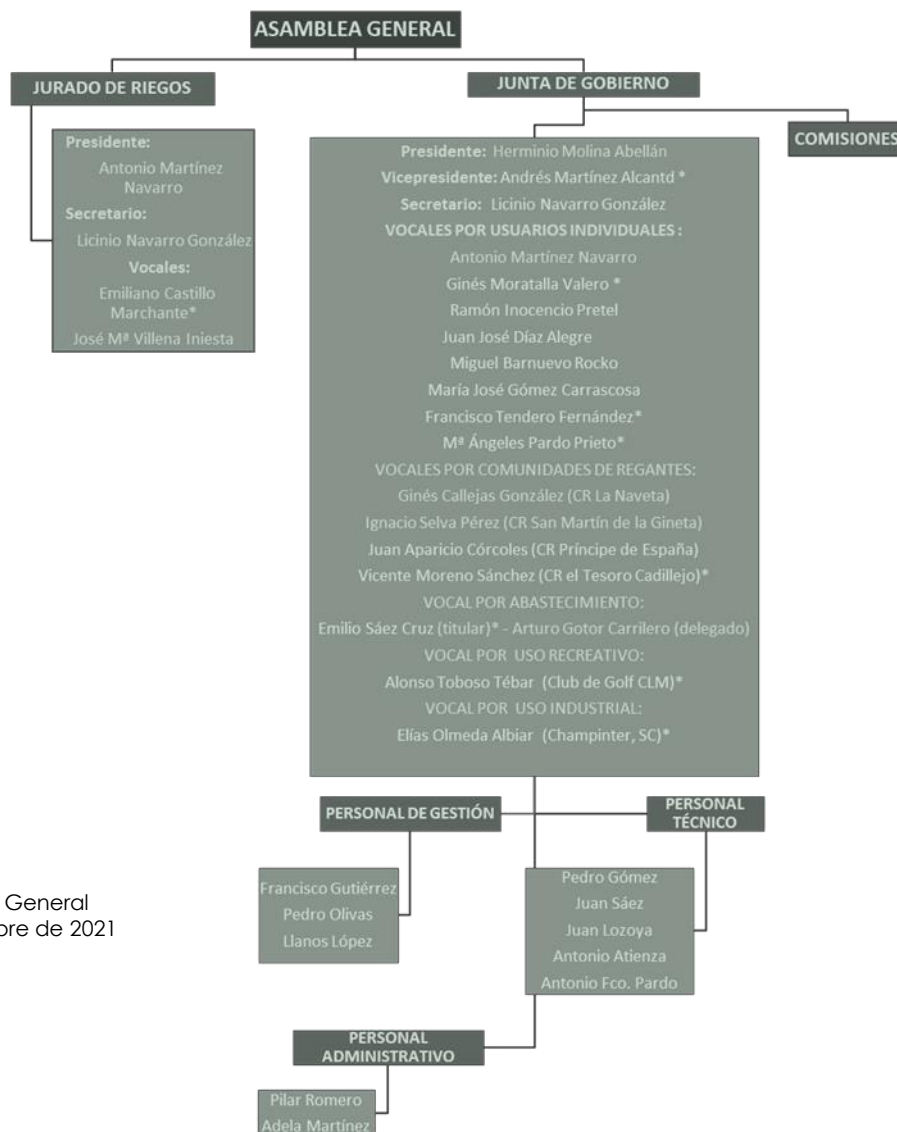 ASAMBLEA GENERAL
JURADO DE RIEGOS
JUNTA DE GOBIERNO
COMISIONES
Presidente:
Antonio Martínez
Navarro
Secretario:
Licinio Navarro González
Vocales:
Emiliano Castillo
Marchante*
José Mª Villena Iniesta
Presidente: Herminio Molina Abellán
Vicepresidente: Andrés Martínez Alcantd *
Secretario: Licinio Navarro González
VOCALES POR USUARIOS INDIVIDUALES :
Antonio Martínez Navarro
Ginés Moratalla Valero *
Ramón Inocencio Pretel
Juan José Díaz Alegre
Miguel Barnuevo Rocko
María José Gómez Carrascosa
Francisco Tendero Fernández*
Mª Ángeles Pardo Prieto*
VOCALES POR COMUNIDADES DE REGANTES:
Ginés Callejas González (CR La Naveta)
Ignacio Selva Pérez (CR San Martín de la Gineta)
Juan Aparicio Córcoles (CR Príncipe de España)
Vicente Moreno Sánchez (CR el Tesoro Cadillejo)*
VOCAL POR ABASTECIMIENTO:
Emilio Sáez Cruz (titular)* - Arturo Gotor Carrilero (delegado)
VOCAL POR USO RECREATIVO:
Alonso Toboso Tébar (Club de Golf CLM)*
VOCAL POR USO INDUSTRIAL:
Elías Olmeda Albiar (Champinter, SC)*
PERSONAL DE GESTIÓN
PERSONAL
TÉCNICO
Francisco Gutiérrez
Pedro Olivas
Llanos López
Pedro Gómez
Juan Sáez
Juan Lozoya
Antonio Atienza
Antonio Fco. Pardo
General
bre de 2021
PERSONAL
ADMINISTRATIVO
Pilar Romero
Adela Martínez